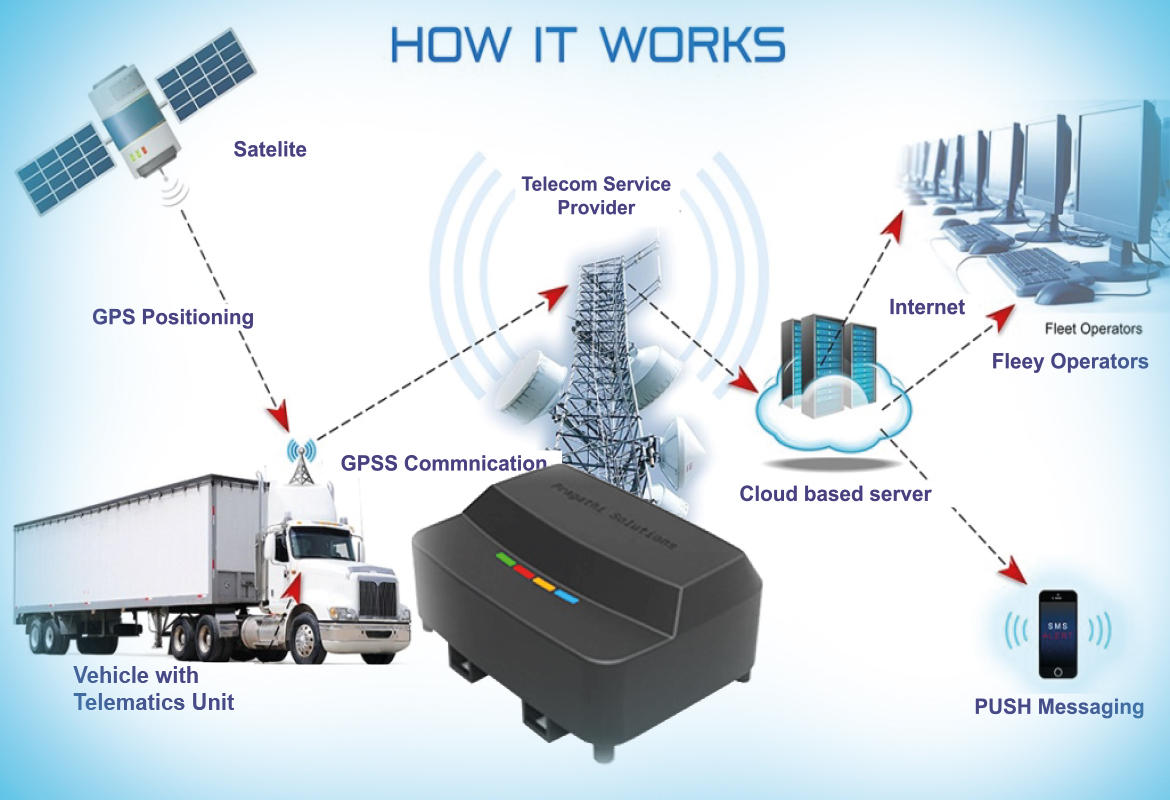 HOW IT WORKS
Satelite
Telecom Service
Provider
GPS Positioning
Internet
Fleet Operators
Fleey Operators
GPSS Commnication
Cloud based server
Pragathi Solutions
SMS
ALERT
Vehicle with
Telematics Unit
PUSH Messaging